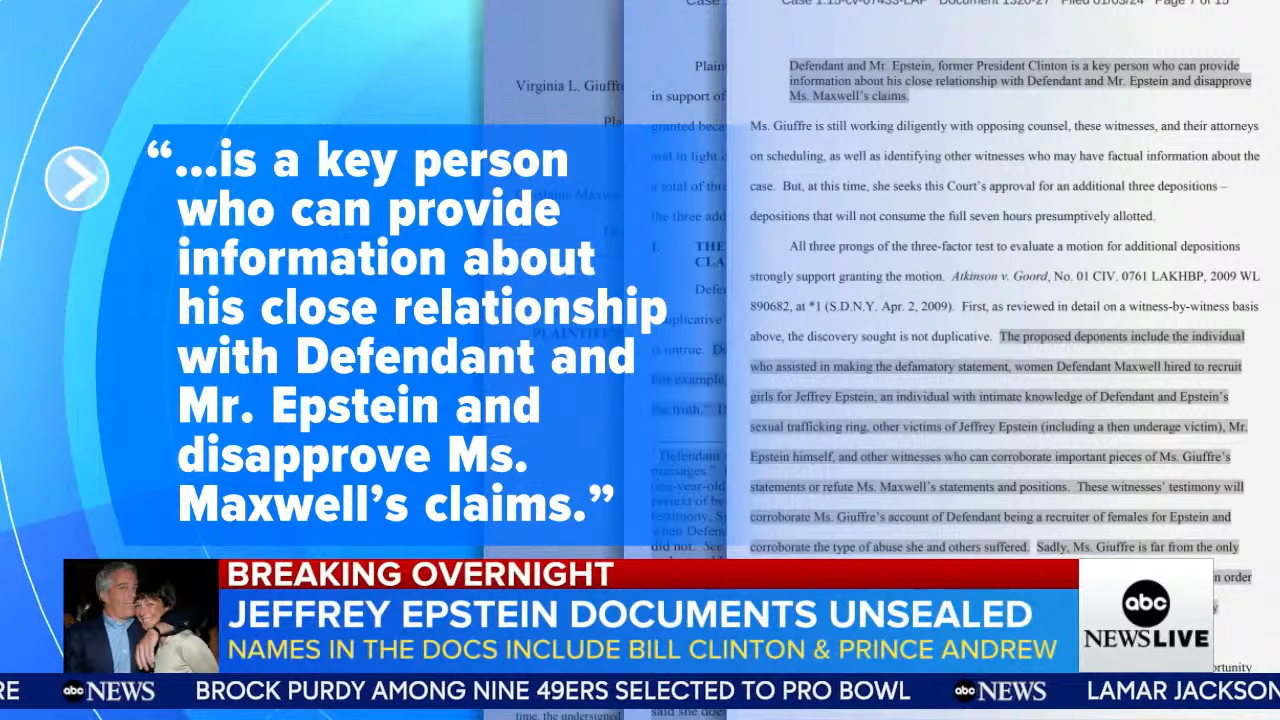 Case
Case 1:15-cv-07433-LAP Document 1320-27 Filed 01/03/24 Page 7 of 15
Virginia L. Giuffre
Plain
in support of
Defendant and Mr. Epstein, former President Clinton is a key person who can provide
information about his close relationship with Defendant and Mr. Epstein and disapprove
Ms. Maxwell's claims.
Ms. Giuffre is still working diligently with opposing counsel, these witnesses, and their attorneys
on scheduling, as well as identifying other witnesses who may have factual information about the
case. But, at this time, she seeks this Court's approval for an additional three depositions –
depositions that will not consume the full seven hours presumptively allotted.
All three prongs of the three-factor test to evaluate a motion for additional depositions
strongly support granting the motion. Atkinson v. Goord, No. 01 CIV. 0761 LAKHBP, 2009 WL
890682, at *1 (S.D.N.Y. Apr. 2, 2009). First, as reviewed in detail on a witness-by-witness basis
above, the discovery sought is not duplicative. The proposed deponents include the individual
who assisted in making the defamatory statement, women Defendant Maxwell hired to recruit
girls for Jeffrey Epstein, an individual with intimate knowledge of Defendant and Epstein's
sexual trafficking ring, other victims of Jeffrey Epstein (including a then underage victim), Mr.
Epstein himself, and other witnesses who can corroborate important pieces of Ms. Giuffre's
statements or refute Ms. Maxwell's statements and positions. These witnesses' testimony will
corroborate Ms. Giuffre's account of Defendant being a recruiter of females for Epstein and
corroborate the type of abuse she and others suffered. Sadly, Ms. Giuffre is far from the only
n order
“...is a key person
who can provide
information about
his close relationship
with Defendant and
Mr. Epstein and
disapprove Ms.
Maxwell’s claims.”
BREAKING OVERNIGHT
JEFFREY EPSTEIN DOCUMENTS UNSEALED
NAMES IN THE DOCS INCLUDE BILL CLINTON & PRINCE ANDREW
abc
NEWS LIVE
RE abc NEWS BROCK PURDY AMONG NINE 49ERS SELECTED TO PRO BOWL abc NEWS LAMAR JACKSON